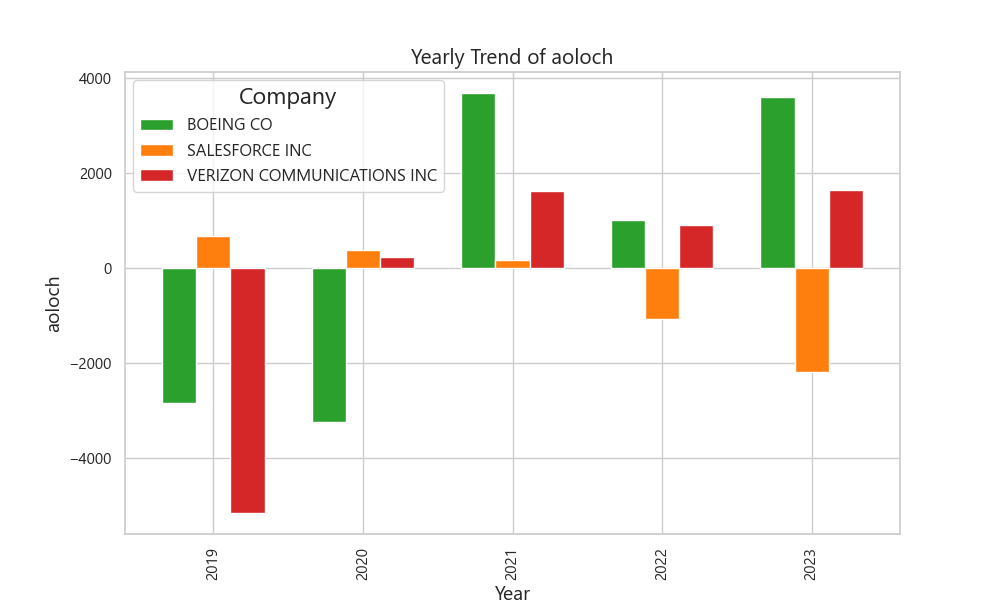 Yearly Trend of aoloch
Company
BOEING CO
SALESFORCE INC
VERIZON COMMUNICATIONS INC
4000
2000
0
−2000
−4000
aoloch
2019
2020
2021
2022
2023
Year